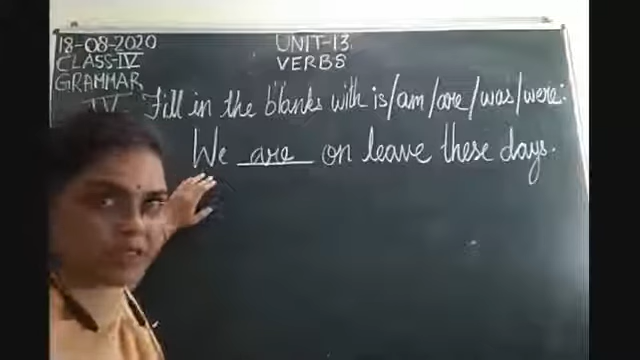 18-08-2020
CLASS-IV
GRAMMAR
UNIT-13
VERBS
IV Fill in the blanks with is/am/are/was/were:
We are on leave these days.